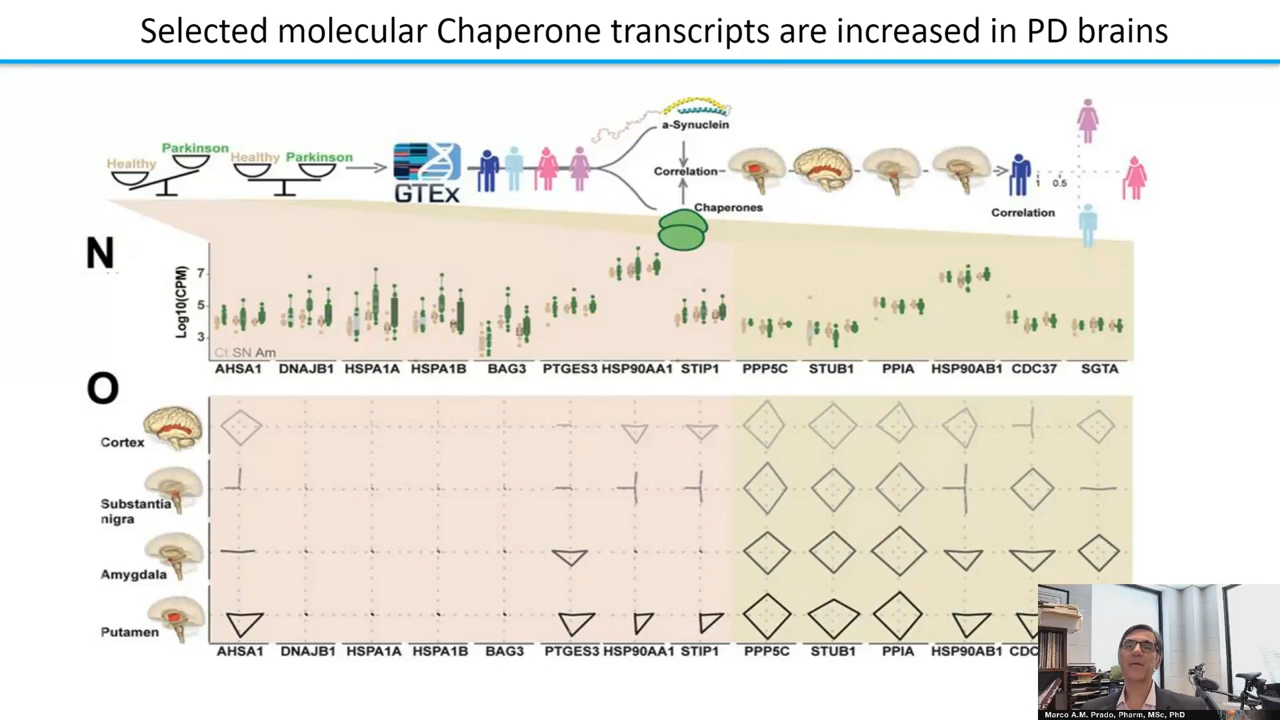 Selected molecular Chaperone transcripts are increased in PD brains
a-Synuclein
Healthy Parkinson Healthy Parkinson
GTEx
Correlation
1 0.5
Chaperones
Correlation
N
Log10(CPM)
7
5
3
Ct SN Am
AHSA1 DNAJB1 HSPA1A HSPA1B BAG3 PTGES3 HSP90AA1 STIP1 PPP5C STUB1 PPIA HSP90AB1 CDC37 SGTA
O
Cortex
Substantia
nigra
Amygdala
Putamen
AHSA1 DNAJB1 HSPA1A HSPA1B BAG3 PTGES3 HSP90AA1 STIP1 PPP5C STUB1 PPIA HSP90AB1 CDC
Marco A.M. Prado, Pharm, MSc, PhD